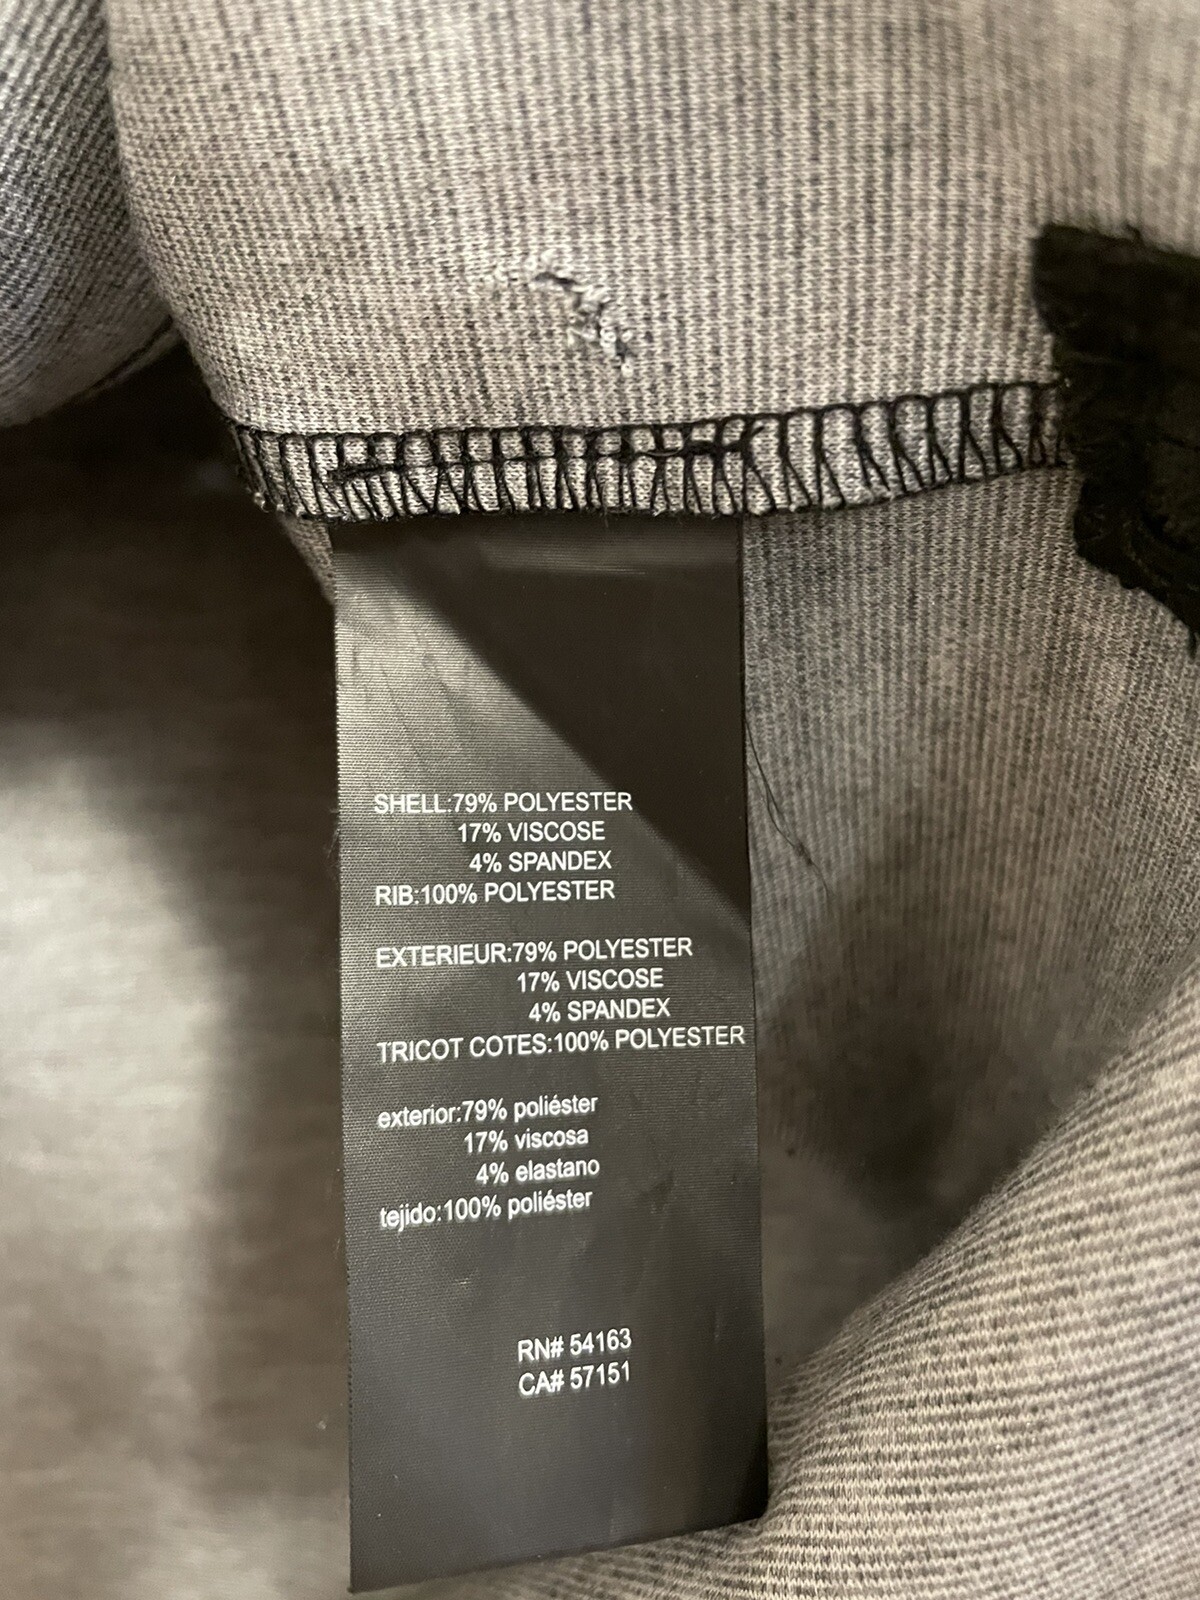 SHELL:79% POLYESTER
17% VISCOSE
4% SPANDEX
RIB:100% POLYESTER
EXTERIEUR:79% POLYESTER
17% VISCOSE
4% SPANDEX
TRICOT COTES:100% POLYESTER
exterior:79% poliéster
17% viscosa
4% elastano
tejido:100% poliéster
RN# 54163
CA# 57151